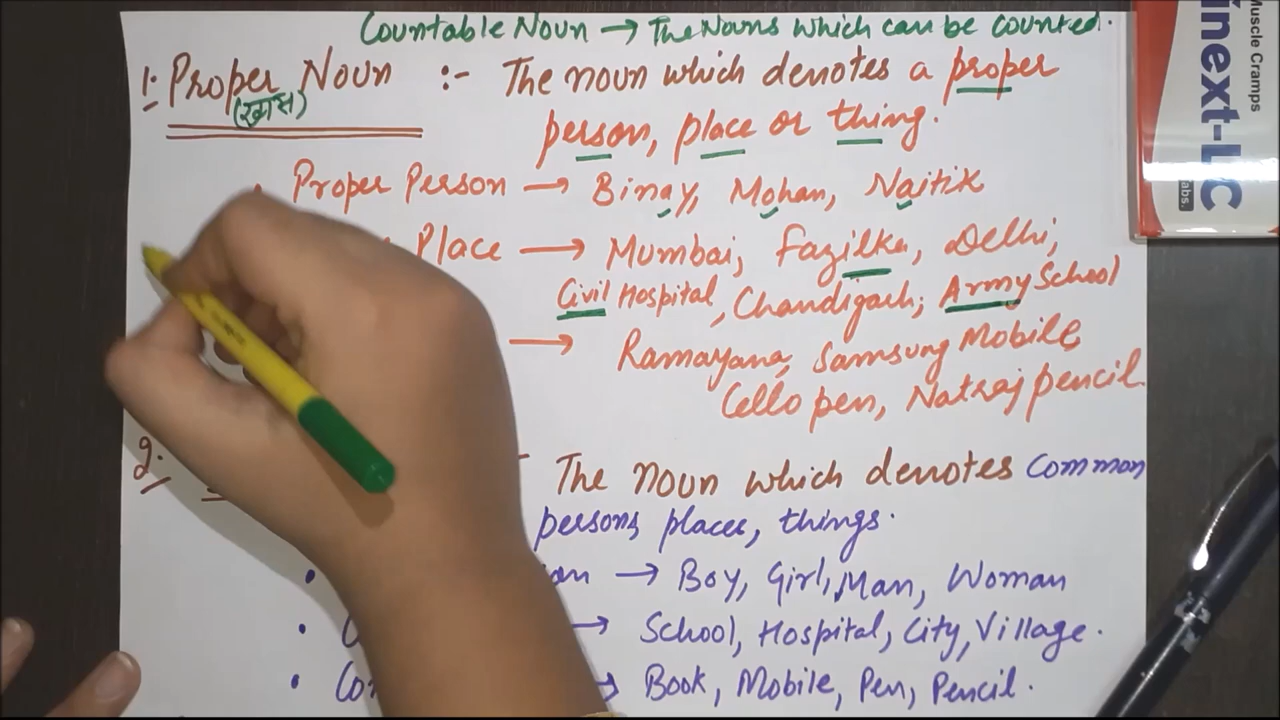 Countable Noun → The Nouns which can be counted.
1:- Proper Noun :- The noun which denotes a proper
(खास)
person, place or thing.
Proper Person → Binay, Mohan, Naitik
Place → Mumbai, Fazilka, Delhi,
Civil Hospital, Chandigarh, Army School
→ Ramayana, Samsung Mobile,
Cello pen, Natraj pencil.
2. The noun which denotes common
persons, places, things.
• → Boy, Girl, Man, Woman
• → School, Hospital, City, Village.
• → Book, Mobile, Pen, Pencil.
Muscle Cramps
inext-LC